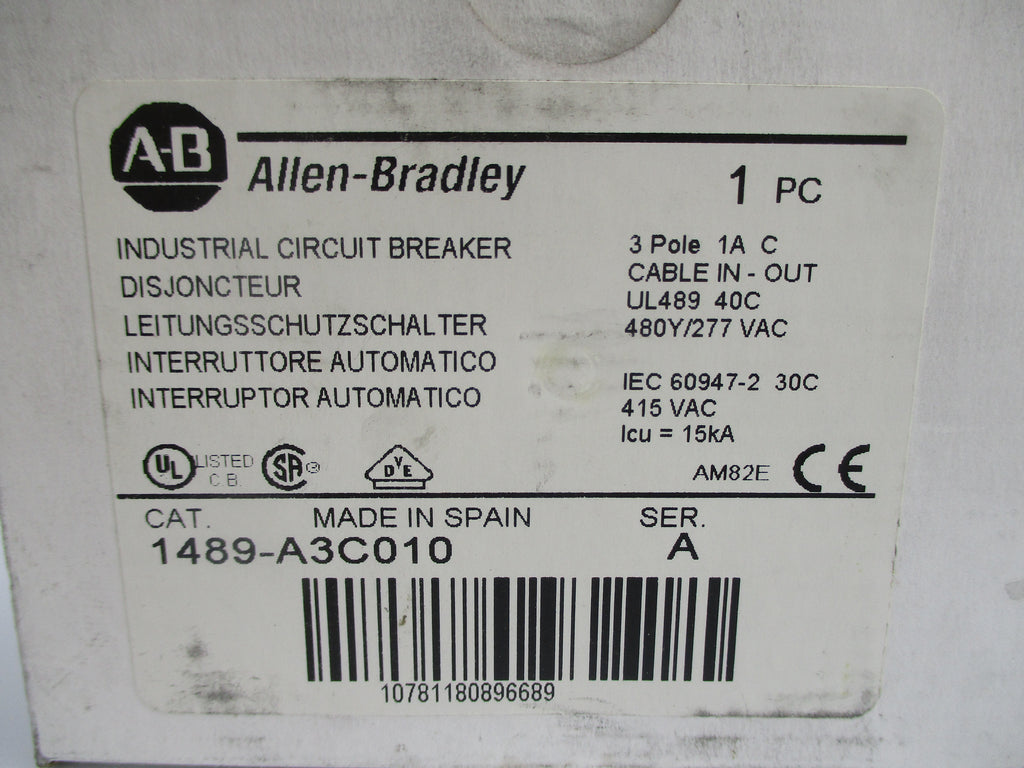 A-B
Allen-Bradley
1 PC
INDUSTRIAL CIRCUIT BREAKER
DISJONCTEUR
LEITUNGSSCHUTZSCHALTER
INTERRUTTORE AUTOMATICO
INTERRUPTOR AUTOMATICO
3 Pole 1A C
CABLE IN - OUT
UL489 40C
480Y/277 VAC
IEC 60947-2 30C
415 VAC
Icu = 15kA
UL LISTED
C.B.
SA ®
DVE
AM82E CE
CAT. MADE IN SPAIN SER.
1489-A3C010 A
10781180896689